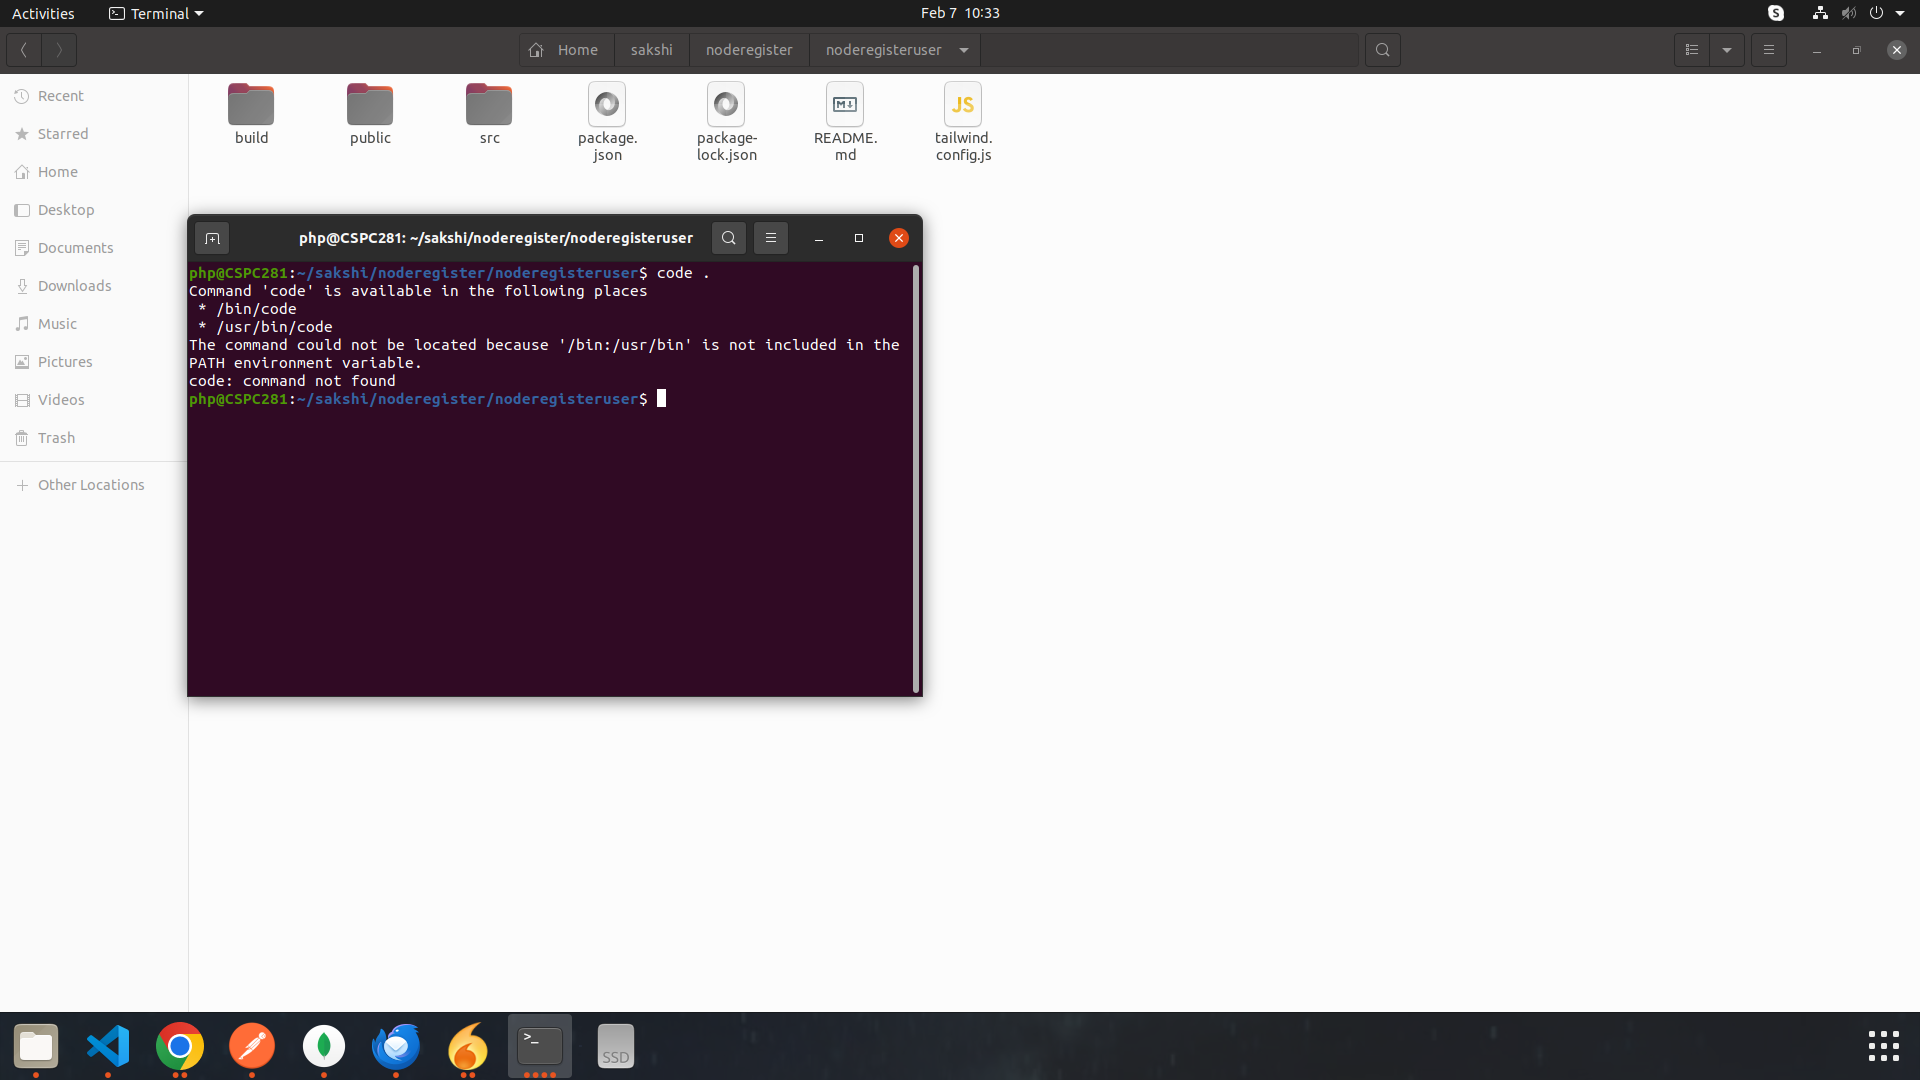 Activities
Terminal
Feb 7 10:33
Home
sakshi
noderegister
noderegisteruser
Recent
Starred
Home
Desktop
Documents
Downloads
Music
Pictures
Videos
Trash
Other Locations
build
public
src
package.
json
package-
lock.json
README.
md
JS
tailwind.
config.js
php@CSPC281: ~/sakshi/noderegister/noderegisteruser
php@CSPC281:~/sakshi/noderegister/noderegisteruser$ code .
Command 'code' is available in the following places
* /bin/code
* /usr/bin/code
The command could not be located because '/bin:/usr/bin' is not included in the
PATH environment variable.
code: command not found
php@CSPC281:~/sakshi/noderegister/noderegisteruser$
SSD